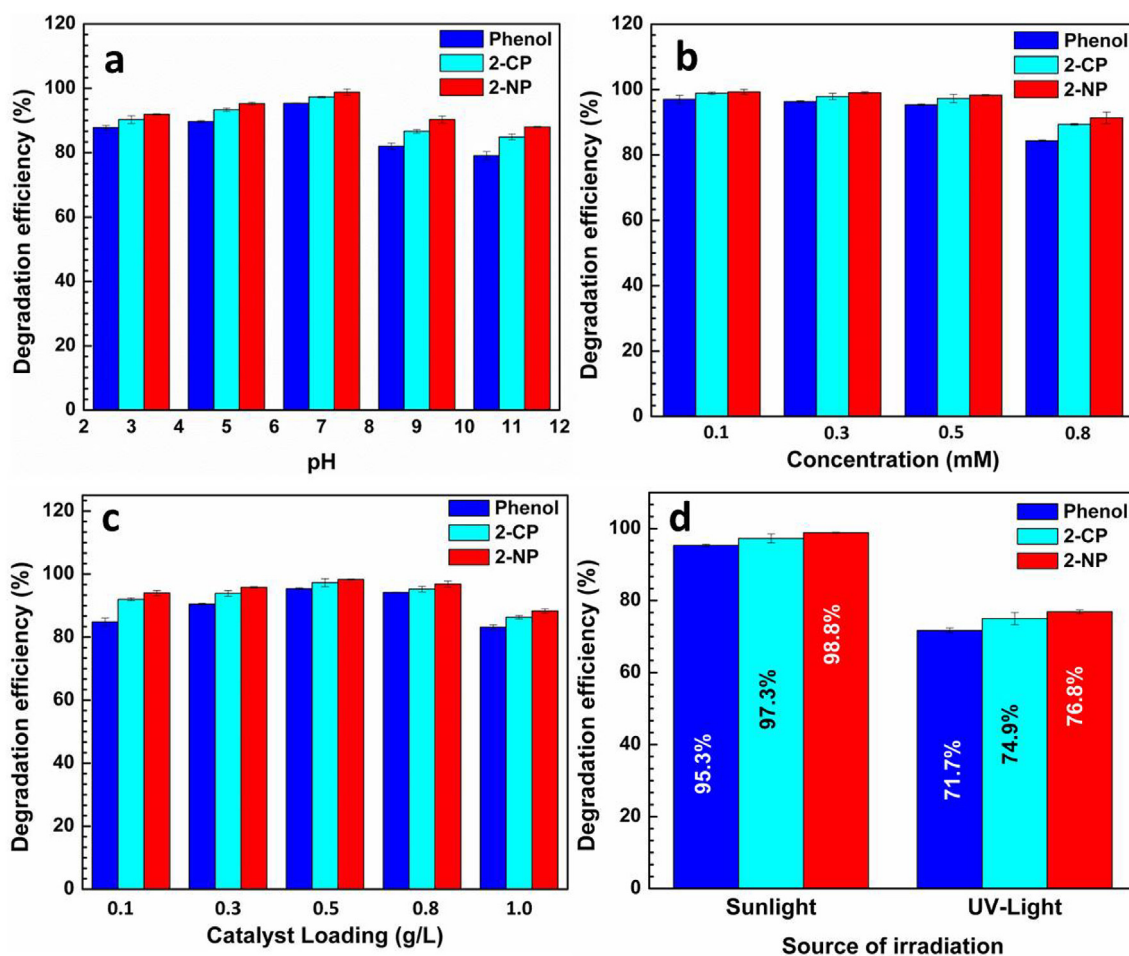 a
Phenol
2-CP
2-NP
Degradation efficiency (%)
120
100
80
60
40
20
0
2 3 4 5 6 7 8 9 10 11 12
pH
b
Phenol
2-CP
2-NP
Degradation efficiency (%)
120
100
80
60
40
20
0
0.1 0.3 0.5 0.8
Concentration (mM)
c
Phenol
2-CP
2-NP
Degradation efficiency (%)
120
100
80
60
40
20
0
0.1 0.3 0.5 0.8 1.0
Catalyst Loading (g/L)
d
Phenol
2-CP
2-NP
Degradation efficiency (%)
100
80
60
40
20
0
95.3%
97.3%
98.8%
71.7%
74.9%
76.8%
Sunlight UV-Light
Source of irradiation